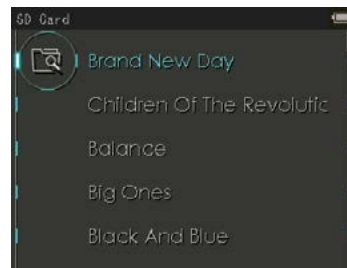 SD Card
Brand New Day
Children Of The Revolutic
Balance
Big Ones
Black And Blue